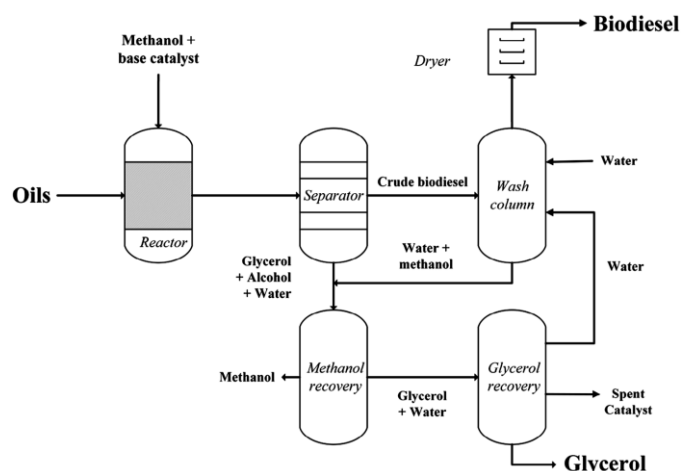 Biodiesel
Methanol +
base catalyst
Dryer
Oils
Reactor
Separator
Crude biodiesel
Wash
column
Water
Glycerol
+ Alcohol
+ Water
Water +
methanol
Water
Methanol
Methanol
recovery
Glycerol
+ Water
Glycerol
recovery
Spent
Catalyst
Glycerol